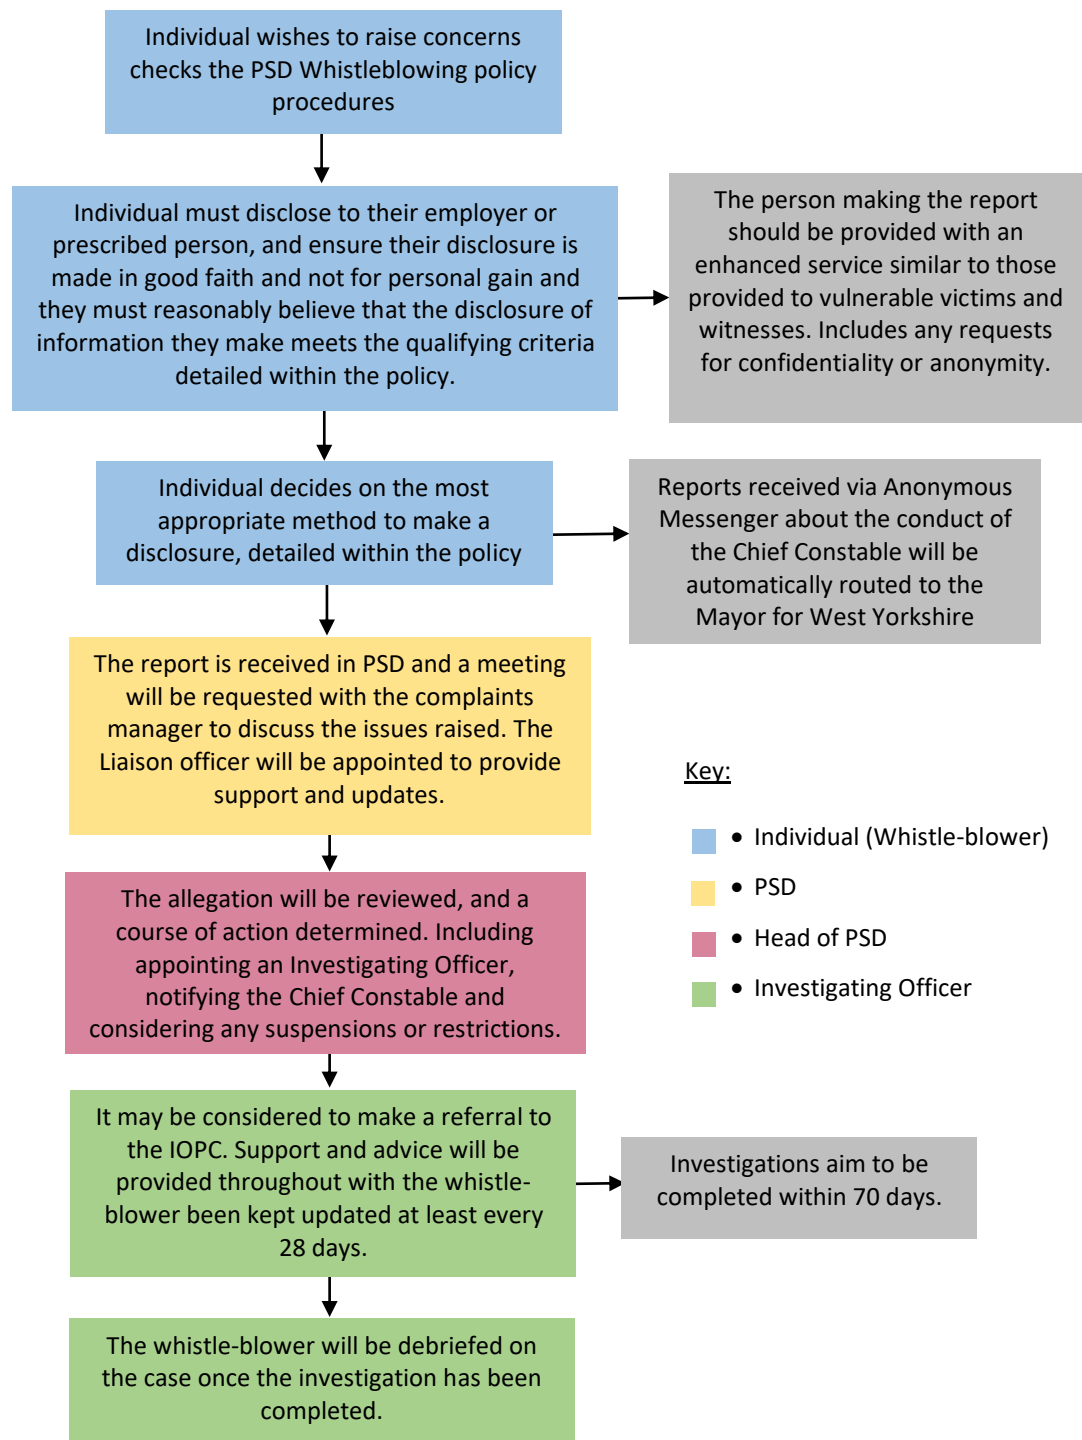 Individual wishes to raise concerns
checks the PSD Whistleblowing policy
procedures
Individual must disclose to their employer or
prescribed person, and ensure their disclosure is
made in good faith and not for personal gain and
they must reasonably believe that the disclosure of
information they make meets the qualifying criteria
detailed within the policy.
The person making the report
should be provided with an
enhanced service similar to those
provided to vulnerable victims and
witnesses. Includes any requests
for confidentiality or anonymity.
Individual decides on the most
appropriate method to make a
disclosure, detailed within the policy
Reports received via Anonymous
Messenger about the conduct of
the Chief Constable will be
automatically routed to the
Mayor for West Yorkshire
The report is received in PSD and a meeting
will be requested with the complaints
manager to discuss the issues raised. The
Liaison officer will be appointed to provide
support and updates.
Key:
• Individual (Whistle-blower)
• PSD
• Head of PSD
• Investigating Officer
The allegation will be reviewed, and a
course of action determined. Including
appointing an Investigating Officer,
notifying the Chief Constable and
considering any suspensions or restrictions.
It may be considered to make a referral to
the IOPC. Support and advice will be
provided throughout with the whistle-
blower been kept updated at least every
28 days.
Investigations aim to be
completed within 70 days.
The whistle-blower will be debriefed on
the case once the investigation has been
completed.